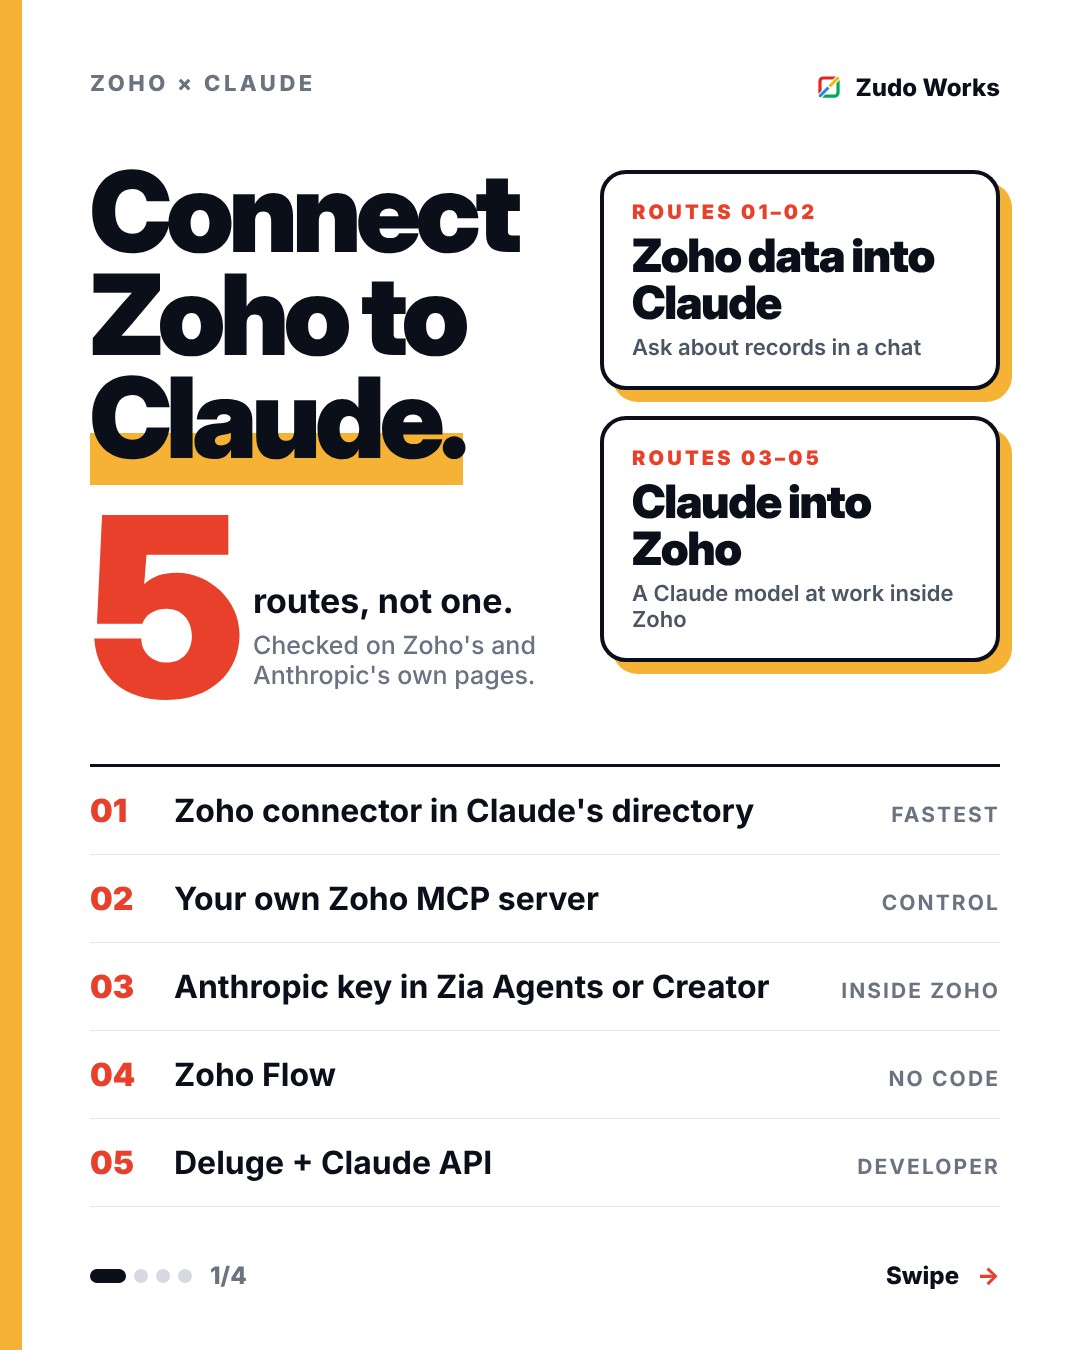 ZOHO × CLAUDE
Zudo Works
Connect
Zoho to
Claude.
5
routes, not one.
Checked on Zoho's and
Anthropic's own pages.
ROUTES 01–02
Zoho data into
Claude
Ask about records in a chat
ROUTES 03–05
Claude into
Zoho
A Claude model at work inside
Zoho
01 Zoho connector in Claude's directory FASTEST
02 Your own Zoho MCP server CONTROL
03 Anthropic key in Zia Agents or Creator INSIDE ZOHO
04 Zoho Flow NO CODE
05 Deluge + Claude API DEVELOPER
1/4
Swipe →